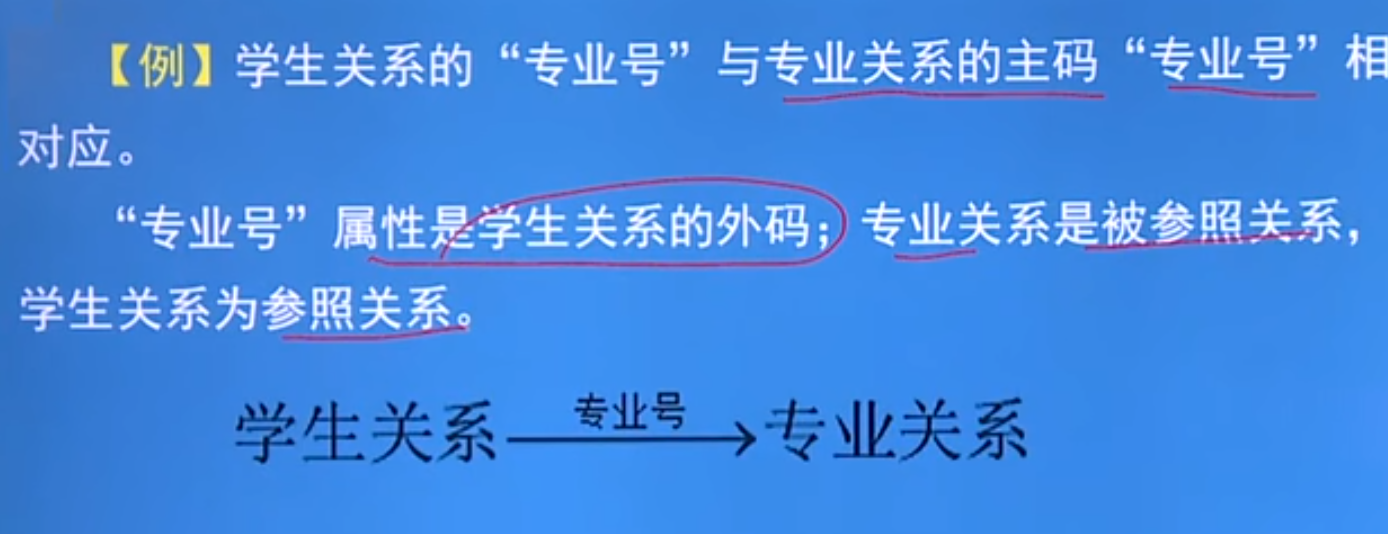 【例】学生关系的“专业号”与专业关系的主码“专业号”相
对应。
“专业号”属性是学生关系的外码；专业关系是被参照关系，
学生关系为参照关系。
专业号
学生关系 专业关系